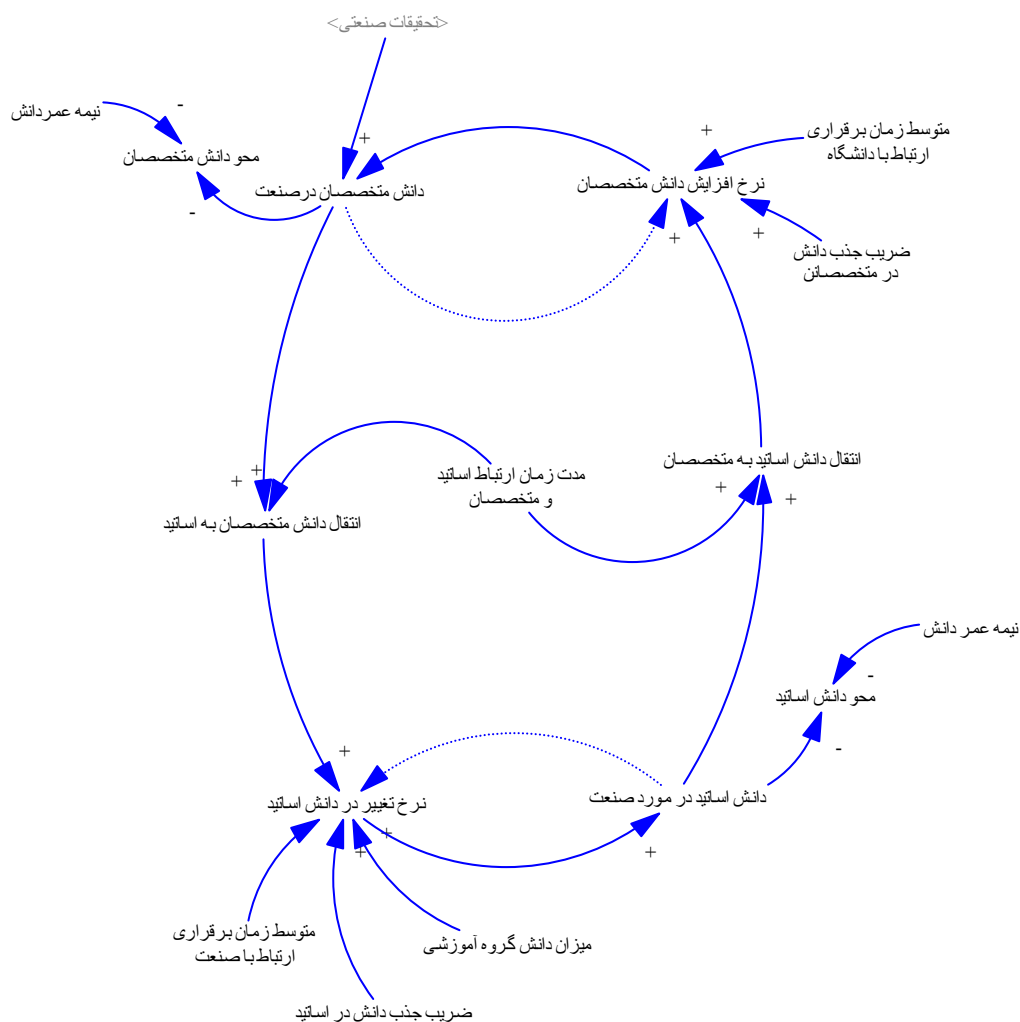 <تحقیقات صنعتی>
نیمه عمردانش
-
محو دانش متخصصان
-
+
دانش متخصصان درصنعت
+
متوسط زمان برقراری
ارتباط با دانشگاه
نرخ افزایش دانش متخصصان
+
+
ضریب جذب دانش
در متخصصانن
+
+
انتقال دانش متخصصان به اساتید
مدت زمان ارتباط اساتید
و متخصصان
انتقال دانش اساتید به متخصصان
+
+
نیمه عمر دانش
-
محو دانش اساتید
-
+
نرخ تغییر در دانش اساتید
دانش اساتید در مورد صنعت
+
+
+
متوسط زمان برقراری
ارتباط با صنعت
میزان دانش گروه آموزشی
ضریب جذب دانش در اساتید